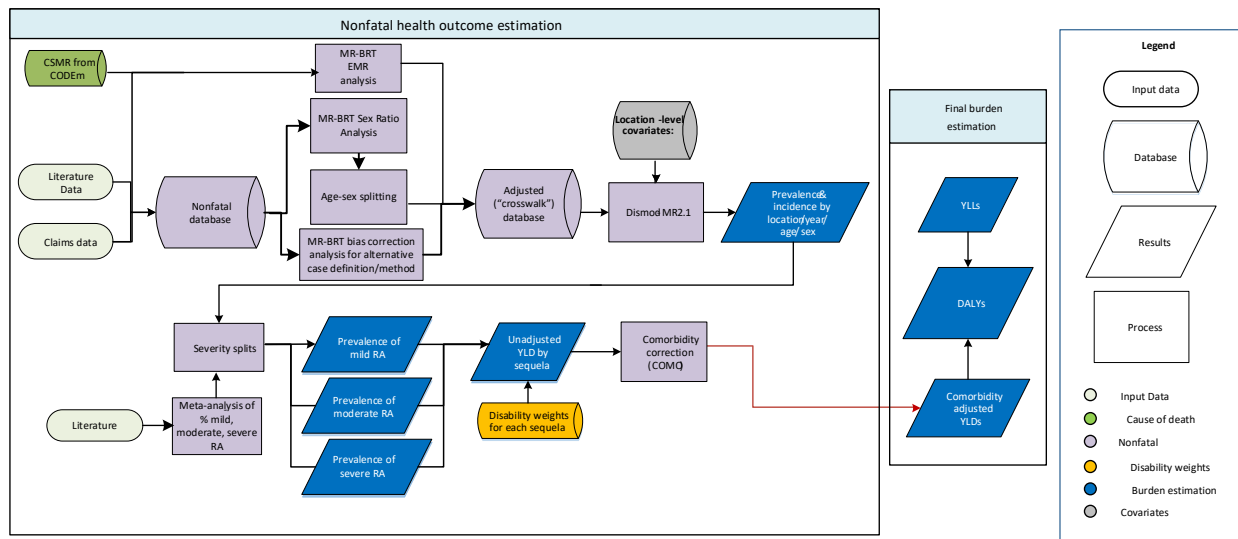 Nonfatal health outcome estimation
CSMR from
CODEm
MR-BRT
EMR
analysis
MR-BRT Sex Ratio
Analysis
Literature
Data
Claims data
Nonfatal
database
Age-sex splitting
MR-BRT bias correction
analysis for alternative
case definition/method
Adjusted
("crosswalk")
database
Location -level
covariates:
Dismod MR2.1
Prevalence&
incidence by
location/year/
age/sex
Severity splits
Literature
Meta-analysis of
% mild,
moderate, severe
RA
Prevalence of
mild RA
Prevalence of
moderate RA
Prevalence of
severe RA
Unadjusted
YLD by
sequela
Disability weights
for each sequela
Comorbidity
correction
(COMO)
Final burden
estimation
YLLs
DALYs
Comorbidity
adjusted
YLDs
Legend
Input data
Database
Results
Process
Input Data
Cause of death
Nonfatal
Disability weights
Burden estimation
Covariates